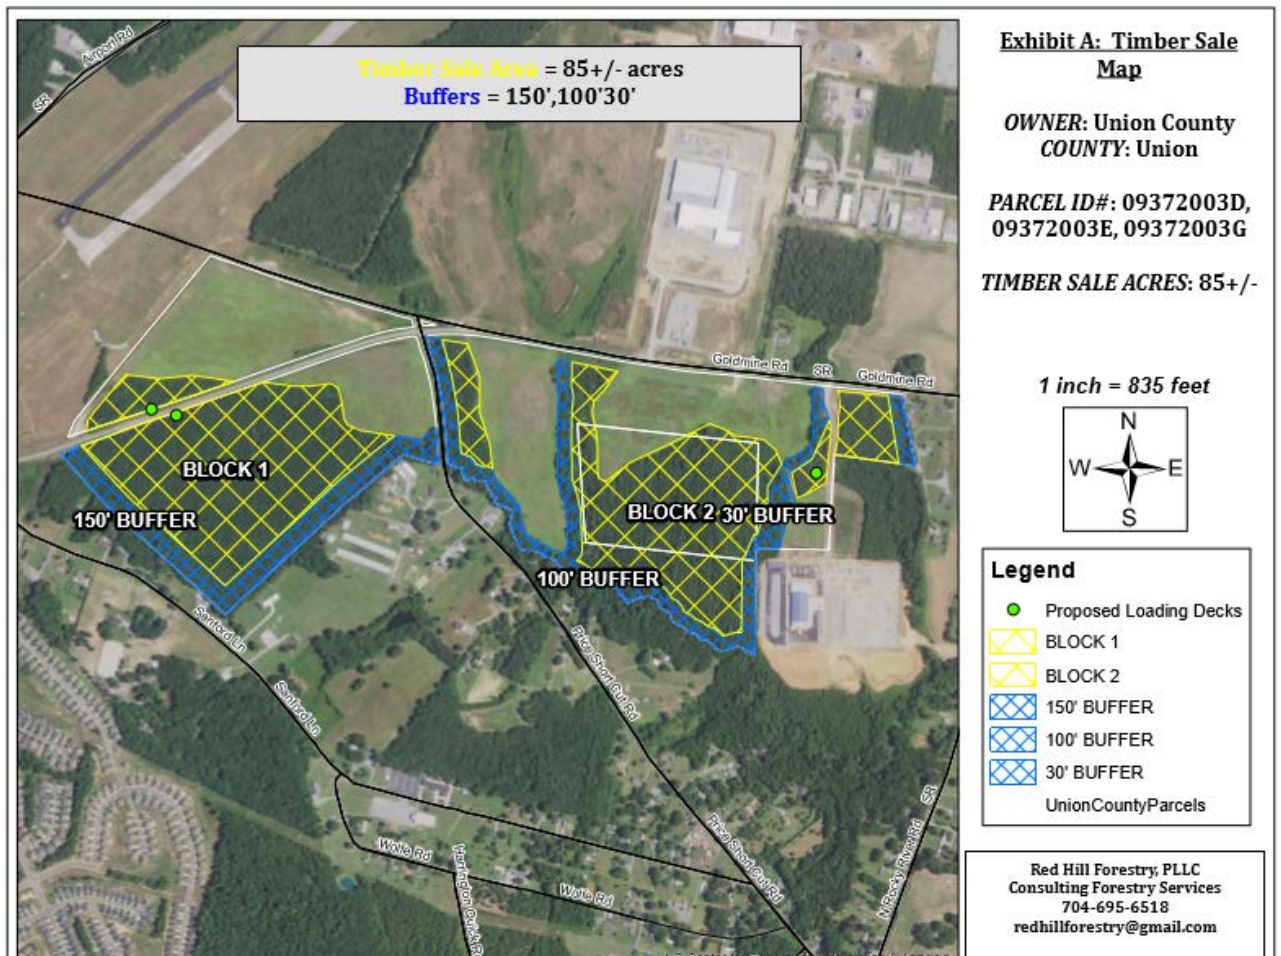 Timber Sale Area = 85+/- acres
Buffers = 150',100'30'
Exhibit A: Timber Sale
Map
OWNER: Union County
COUNTY: Union
PARCEL ID#: 09372003D,
09372003E, 09372003G
TIMBER SALE ACRES: 85+/-
1 inch = 835 feet
N
W E
S
Airport Rd
SR
Goldmine Rd
SR
Goldmine Rd
BLOCK 1
150' BUFFER
BLOCK 2
30' BUFFER
100' BUFFER
Sanford Ln
Sanford Ln
Price Short Cut Rd
Price Short Cut Rd
Wolfe Rd
Wolfe Rd
N Rocky River Rd
SR
Legend
Proposed Loading Decks
BLOCK 1
BLOCK 2
150' BUFFER
100' BUFFER
30' BUFFER
UnionCountyParcels
Red Hill Forestry, PLLC
Consulting Forestry Services
704-695-6518
redhillforestry@gmail.com